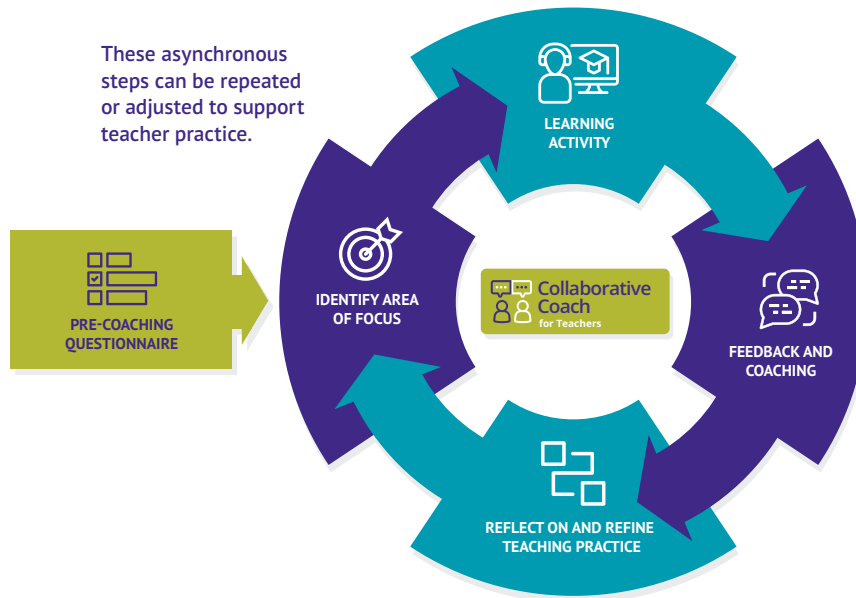 These asynchronous
steps can be repeated
or adjusted to support
teacher practice.
LEARNING
ACTIVITY
PRE-COACHING
QUESTIONNAIRE
IDENTIFY AREA
OF FOCUS
Collaborative
Coach
for Teachers
FEEDBACK AND
COACHING
REFLECT ON AND REFINE
TEACHING PRACTICE